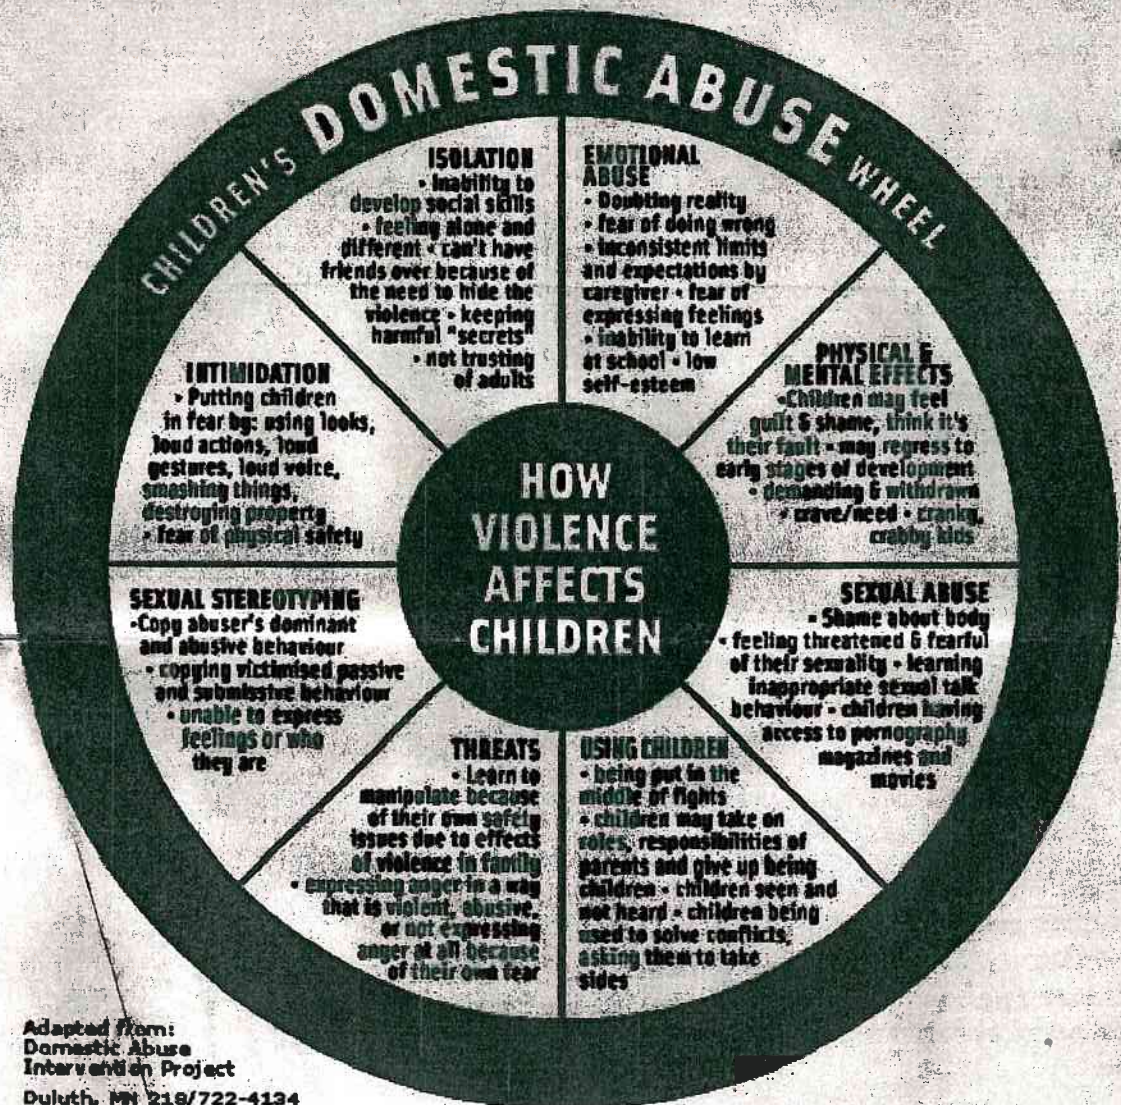 CHILDREN'S DOMESTIC ABUSE WHEEL
ISOLATION
• Inability to
develop social skills
• feeling alone and
different • can't have
friends over because of
the need to hide the
violence • keeping
harmful "secrets"
• not trusting
of adults
EMOTIONAL
ABUSE
• Doubting reality
• fear of doing wrong
• inconsistent limits
and expectations by
caregiver • fear of
expressing feelings
• inability to learn
at school • low
self-esteem
PHYSICAL &
MENTAL EFFECTS
•Children may feel
guilt & shame, think it's
their fault • may regress to
early stages of development
• demanding & withdrawn
• crave/need • cranky,
crabby kids
SEXUAL ABUSE
• Shame about body
• feeling threatened & fearful
of their sexuality • learning
inappropriate sexual talk
behaviour • children having
access to pornography
magazines and
movies
USING CHILDREN
• being put in the
middle of fights
• children may take on
roles, responsibilities of
parents and give up being
children • children seen and
not heard • children being
used to solve conflicts,
asking them to take
sides
THREATS
• Learn to
manipulate because
of their own safety
issues due to effects
of violence in family
• expressing anger in a way
that is violent, abusive,
or not expressing
anger at all because
of their own fear
SEXUAL STEREOTYPING
•Copy abuser's dominant
and abusive behaviour
• copying victimised passive
and submissive behaviour
• unable to express
feelings or who
they are
INTIMIDATION
• Putting children
in fear by: using looks,
loud actions, loud
gestures, loud voice,
smashing things,
destroying property
• fear of physical safety
HOW
VIOLENCE
AFFECTS
CHILDREN
Adapted from:
Domestic Abuse
Intervention Project
Duluth, MN 218/722-4134